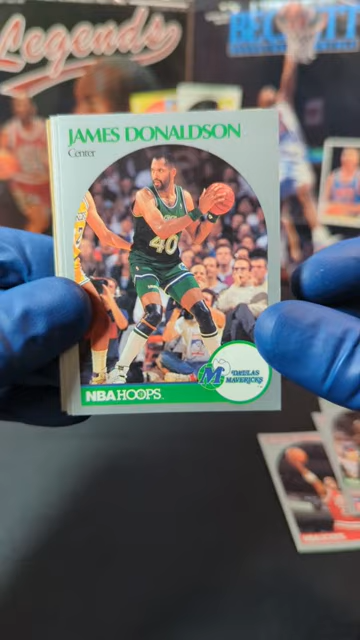 Legends
BECKETT
JAMES DONALDSON
Center
40
NBA HOOPS
M DALLAS
MAVERICKS